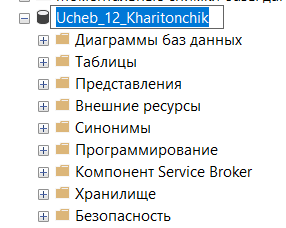 Ucheb_12_Kharitonchik
Диаграммы баз данных
Таблицы
Представления
Внешние ресурсы
Синонимы
Программирование
Компонент Service Broker
Хранилище
Безопасность